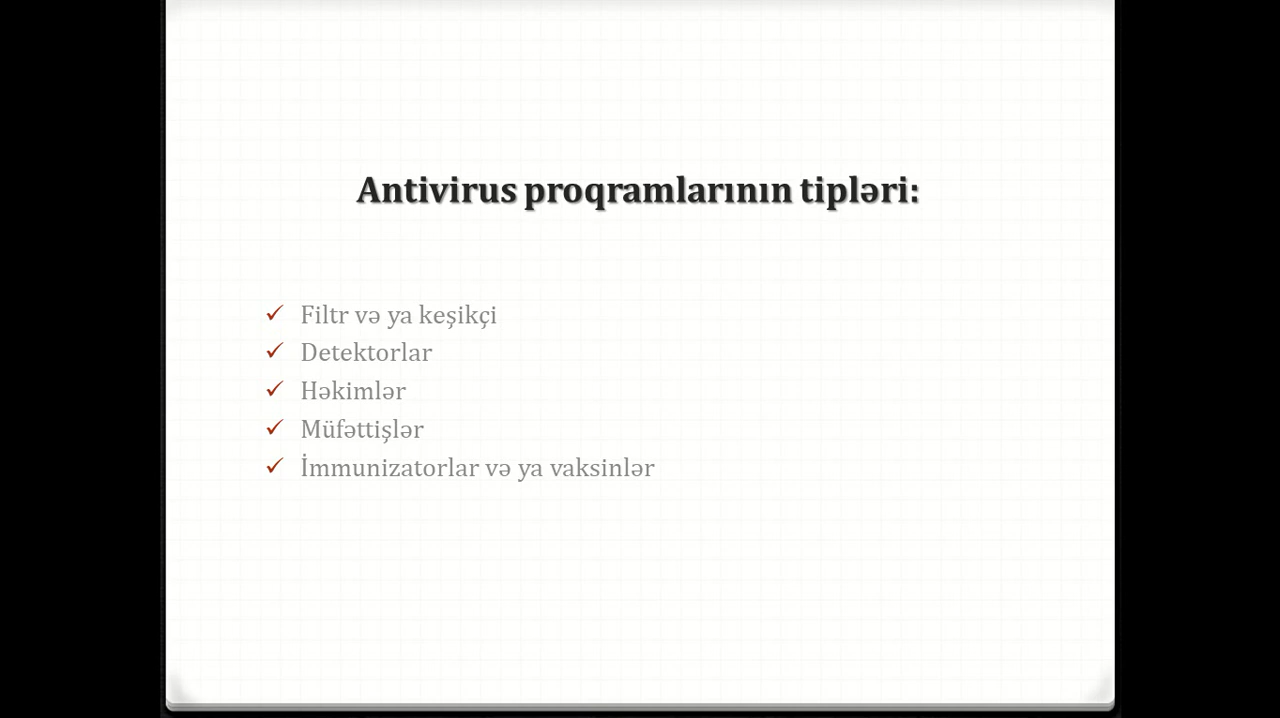 Antivirus proqramlarının tipləri:
✓ Filtr və ya keşikçi
✓ Detektorlar
✓ Həkimlər
✓ Müfəttişlər
✓ İmmunizatorlar və ya vaksinlər